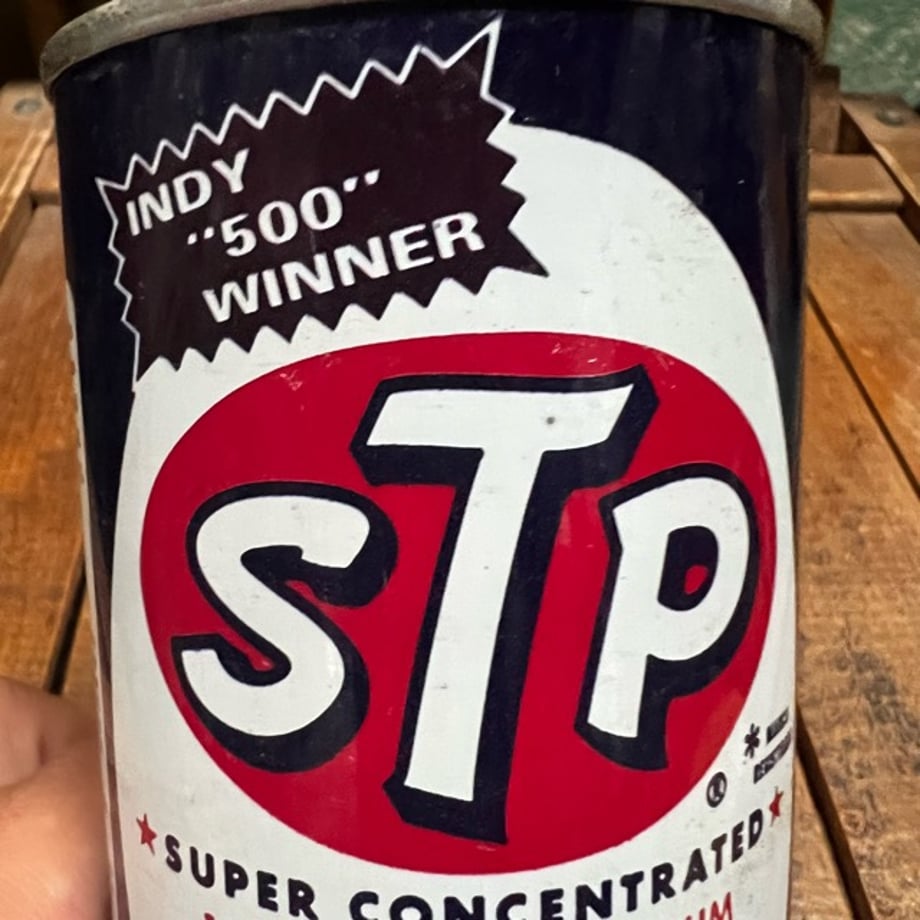 INDY
"500"
WINNER
STP
SUPER CONCENTRATED